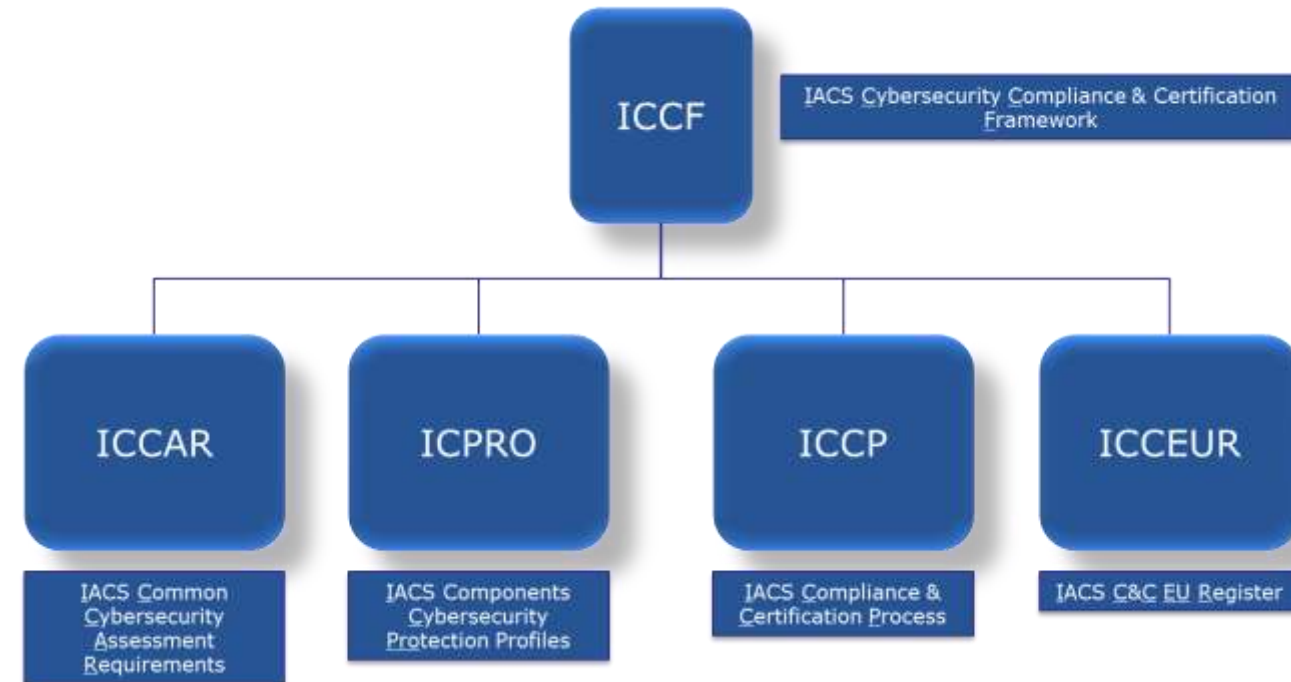 ICCF
IACS Cybersecurity Compliance & Certification
Framework
ICCAR
ICPRO
ICCP
ICCEUR
IACS Common
Cybersecurity
Assessment
Requirements
IACS Components
Cybersecurity
Protection Profiles
IACS Compliance &
Certification Process
IACS C&C EU Register